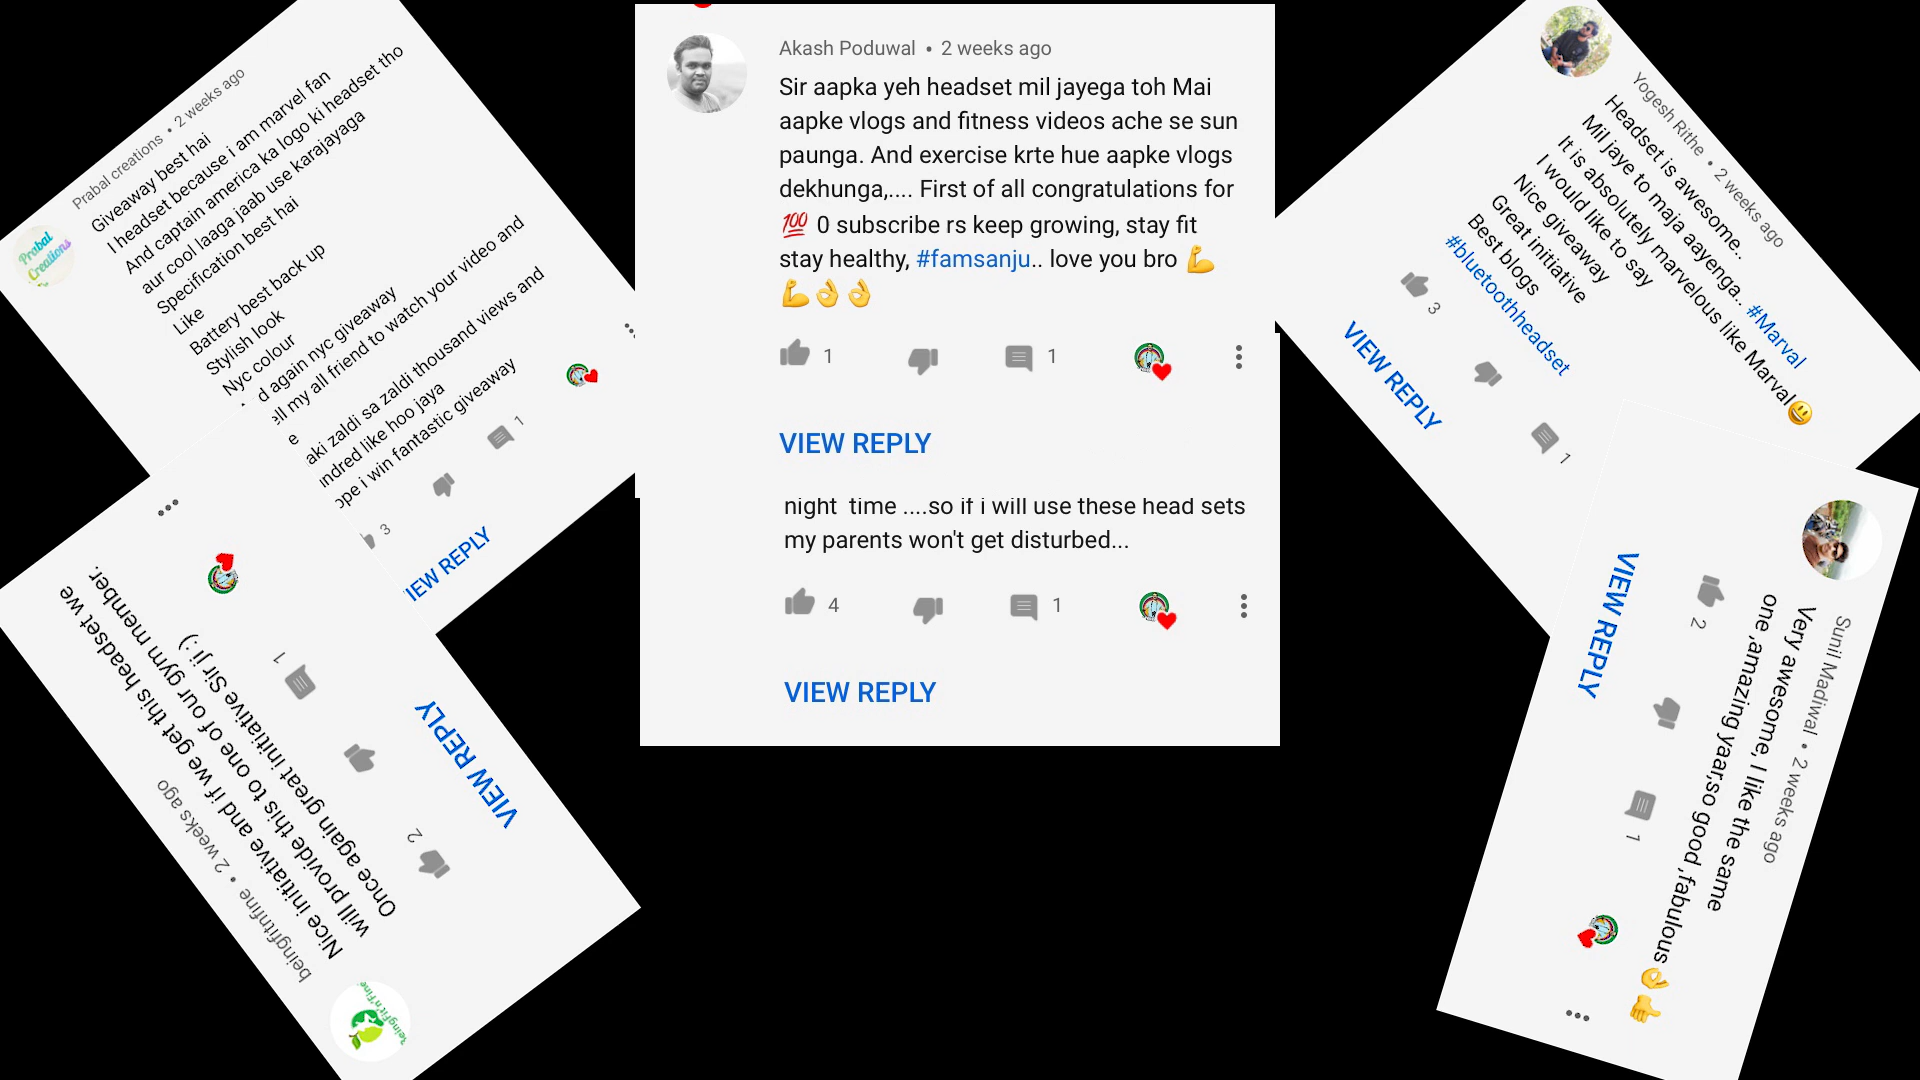 Prabal creations • 2 weeks ago
Giveaway best hai
I headset because i am marvel fan
And captain america ka logo ki headset tho
aur cool laaga jaab use karajayaga
Specification best hai
Like
Battery best back up
Stylish look
Nyc colour
d again nyc giveaway
ll my all friend to watch your video and
e
aki zaldi sa zaldi thousand views and
ndred like hoo jaya
ope i win fantastic giveaway
3
1
IEW REPLY
Prabal
Creations
Akash Poduwal • 2 weeks ago
Sir aapka yeh headset mil jayega toh Mai
aapke vlogs and fitness videos ache se sun
paunga. And exercise krte hue aapke vlogs
dekhunga,.... First of all congratulations for
💯 0 subscribe rs keep growing, stay fit
stay healthy, #famsanju.. love you bro 💪
💪👌👌
1
1
VIEW REPLY
night time ....so if i will use these head sets
my parents won't get disturbed...
4
1
VIEW REPLY
Yogesh Rithe • 2 weeks ago
Headset is awesome..
Mil jaye to maja aayenga.. #Marval
It is absolutely marvelous like Marval😃
I would like to say
Nice giveaway
Great initiative
Best blogs
#bluetoothheadset
3
1
VIEW REPLY
beingfitnfine • 2 weeks ago
Nice initiative and if we get this headset we
will provide this to one of our gym member.
Once again great initiative Sir ji:)
2
1
VIEW REPLY
BeingFit'n'Fine
Sunil Madiwal • 2 weeks ago
Very awesome, I like the same
one ,amazing yaar,so good ,fabulous👌
👍
2
1
VIEW REPLY